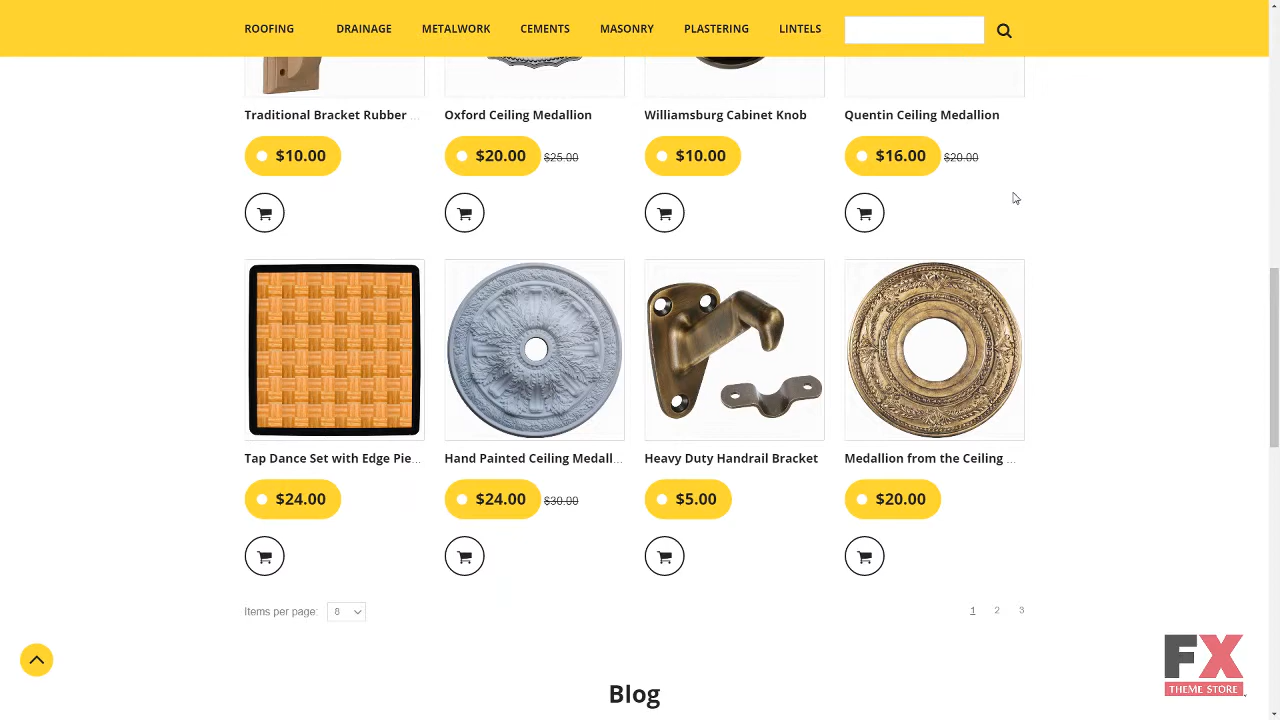 ROOFING DRAINAGE METALWORK CEMENTS MASONRY PLASTERING LINTELS
Traditional Bracket Rubber ... Oxford Ceiling Medallion Williamsburg Cabinet Knob Quentin Ceiling Medallion
$10.00 $20.00 $25.00 $10.00 $16.00 $20.00
Tap Dance Set with Edge Pie... Hand Painted Ceiling Medall... Heavy Duty Handrail Bracket Medallion from the Ceiling ...
$24.00 $24.00 $30.00 $5.00 $20.00
Items per page: 8 1 2 3
FX
THEME STORE
Blog